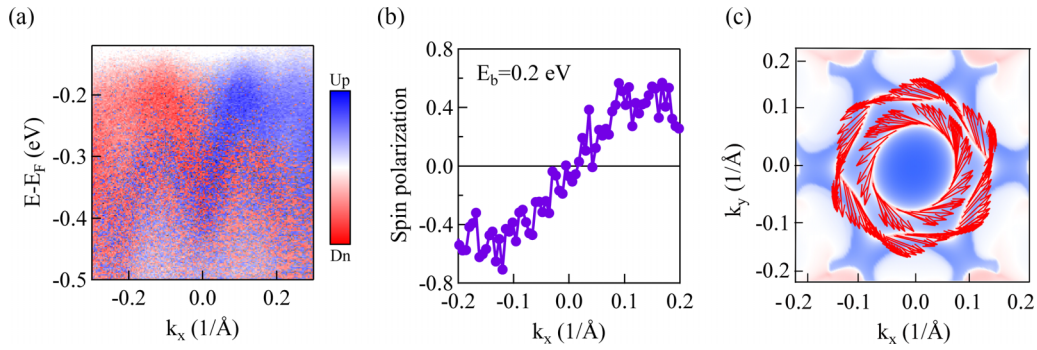 (a)
E-E_F (eV)
-0.2
-0.3
-0.4
-0.5
-0.2
0.0
0.2
k_x (1/Å)
Up
Dn
(b)
E_b=0.2 eV
Spin polarization
0.8
0.4
0.0
-0.4
-0.8
-0.2
-0.1
0.0
0.1
0.2
k_x (1/Å)
(c)
k_y (1/Å)
0.2
0.1
0.0
-0.1
-0.2
-0.2
-0.1
0.0
0.1
0.2
k_x (1/Å)